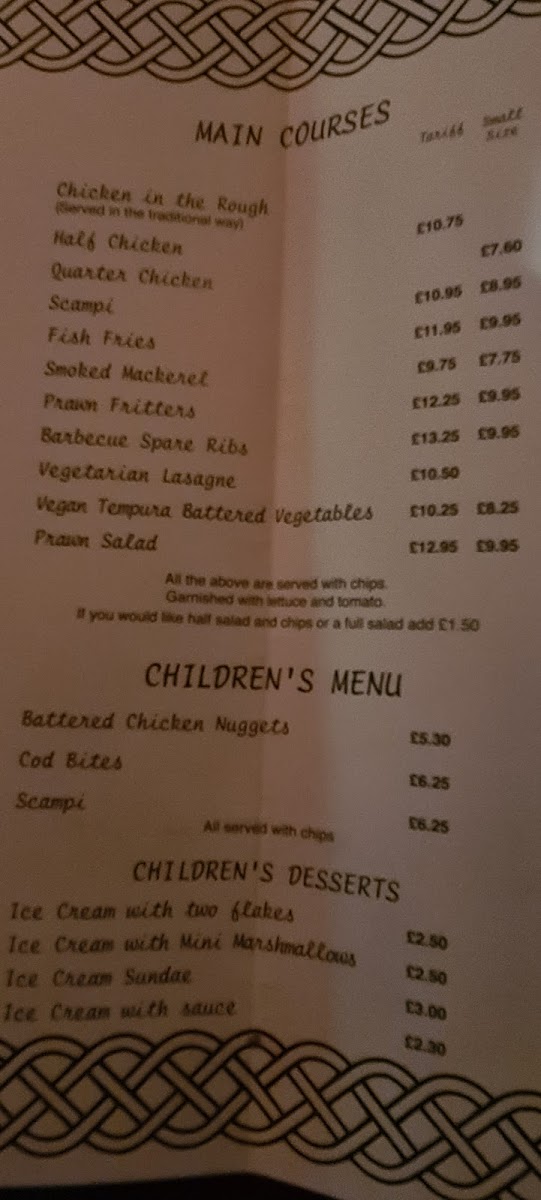 MAIN COURSES Tariff Small Size
Chicken in the Rough
(Served in the traditional way)
Half Chicken £10.75
Quarter Chicken £7.60
Scampi £10.95 £8.95
Fish Fries £11.95 £9.95
Smoked Mackerel £9.75 £7.75
Prawn Fritters £12.25 £9.95
Barbecue Spare Ribs £13.25 £9.95
Vegetarian Lasagne £10.50
Vegan Tempura Battered Vegetables £10.25 £8.25
Prawn Salad £12.95 £9.95
All the above are served with chips.
Garnished with lettuce and tomato.
If you would like half salad and chips or a full salad add £1.50
CHILDREN'S MENU
Battered Chicken Nuggets £5.30
Cod Bites £6.25
Scampi £6.25
All served with chips
CHILDREN'S DESSERTS
Ice Cream with two flakes £2.50
Ice Cream with Mini Marshmallows £2.50
Ice Cream Sundae £3.00
Ice Cream with sauce £2.30